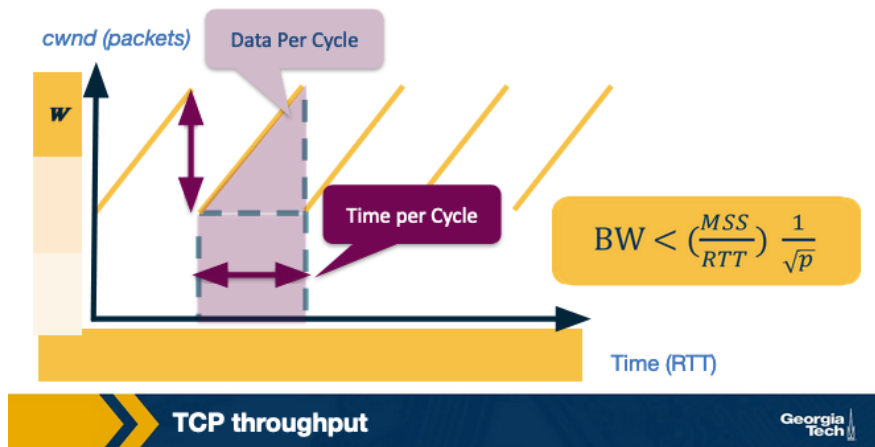 cwnd (packets)
Data Per Cycle
W
Time per Cycle
BW < (MSS/RTT) 1/√p
Time (RTT)
TCP throughput
Georgia
Tech